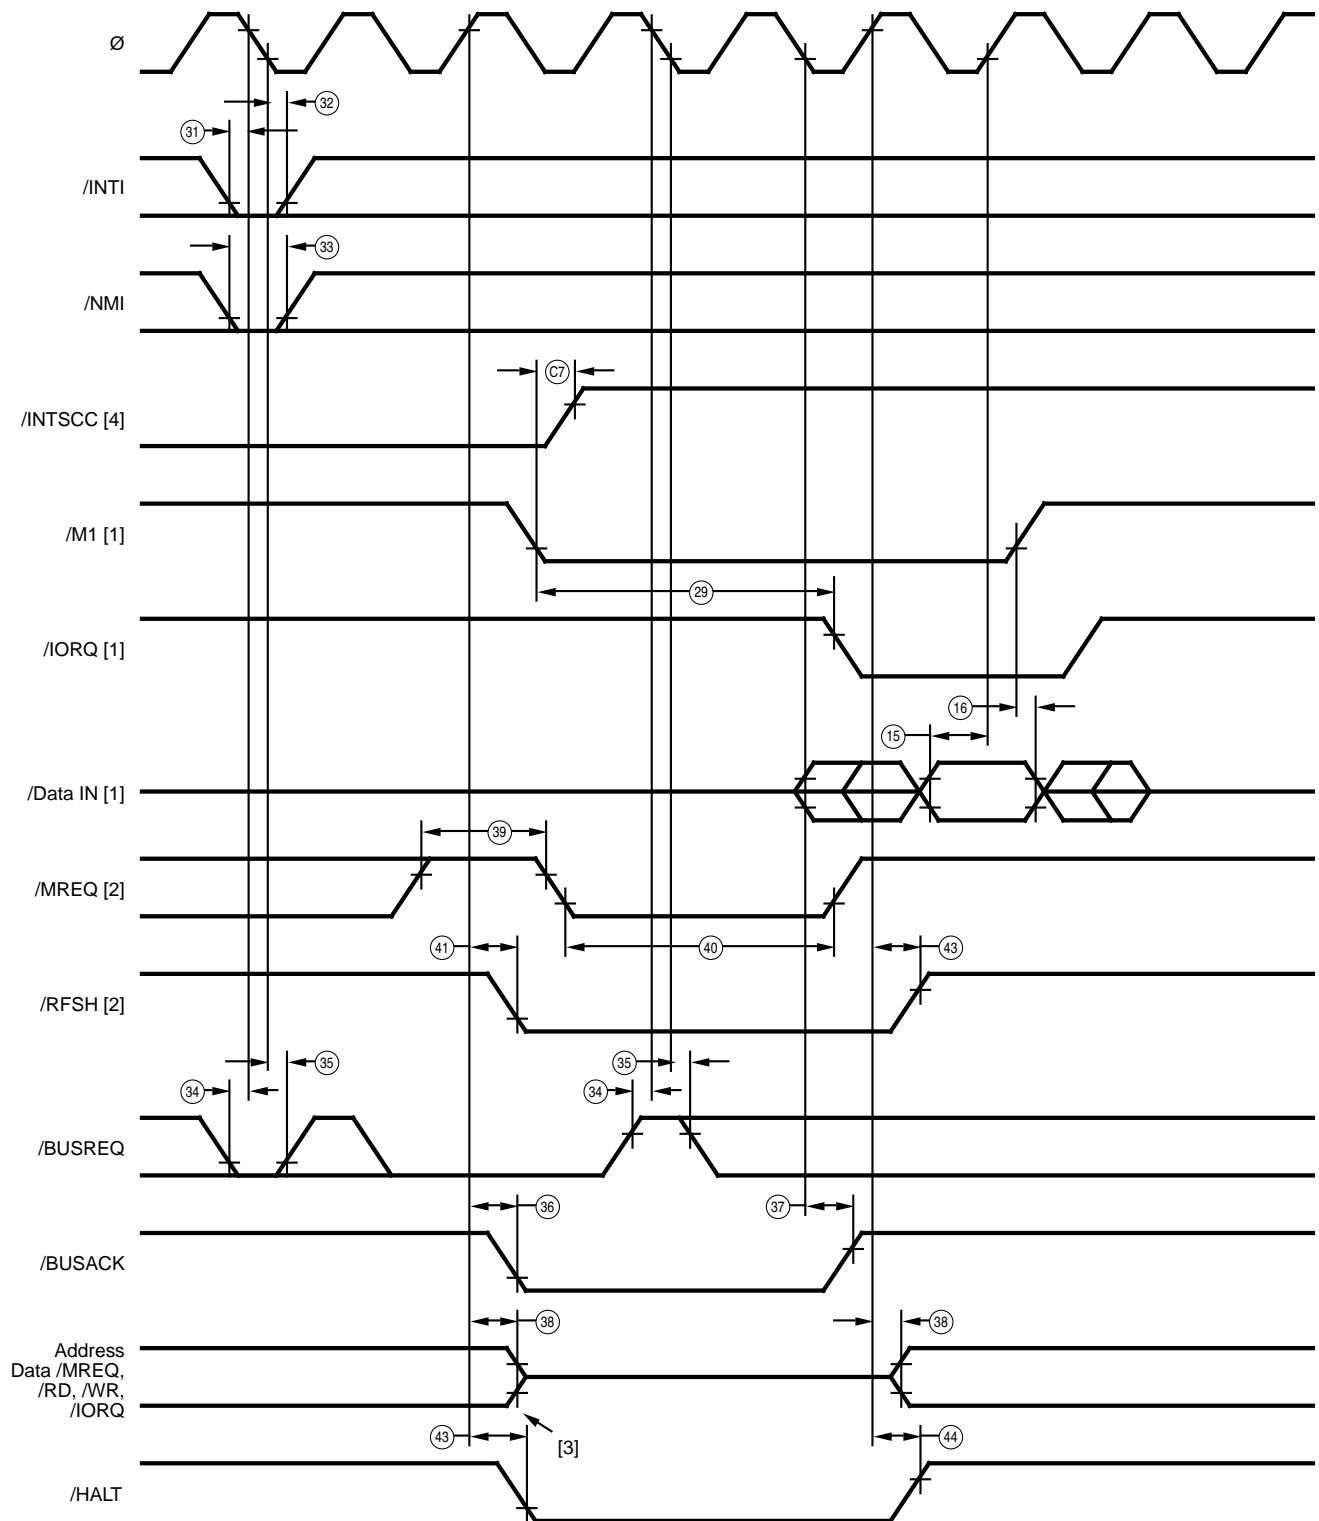 Ø
32
31
/INTI
33
/NMI
C7
/INTSCC [4]
/M1 [1]
29
/IORQ [1]
16
15
/Data IN [1]
39
/MREQ [2]
41
40
43
/RFSH [2]
35
35
34
34
/BUSREQ
36
37
/BUSACK
38
38
Address
Data /MREQ,
/RD, /WR,
/IORQ
43
[3]
44
/HALT